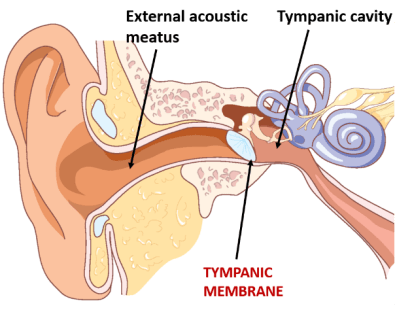 External acoustic
meatus
Tympanic cavity
TYMPANIC
MEMBRANE